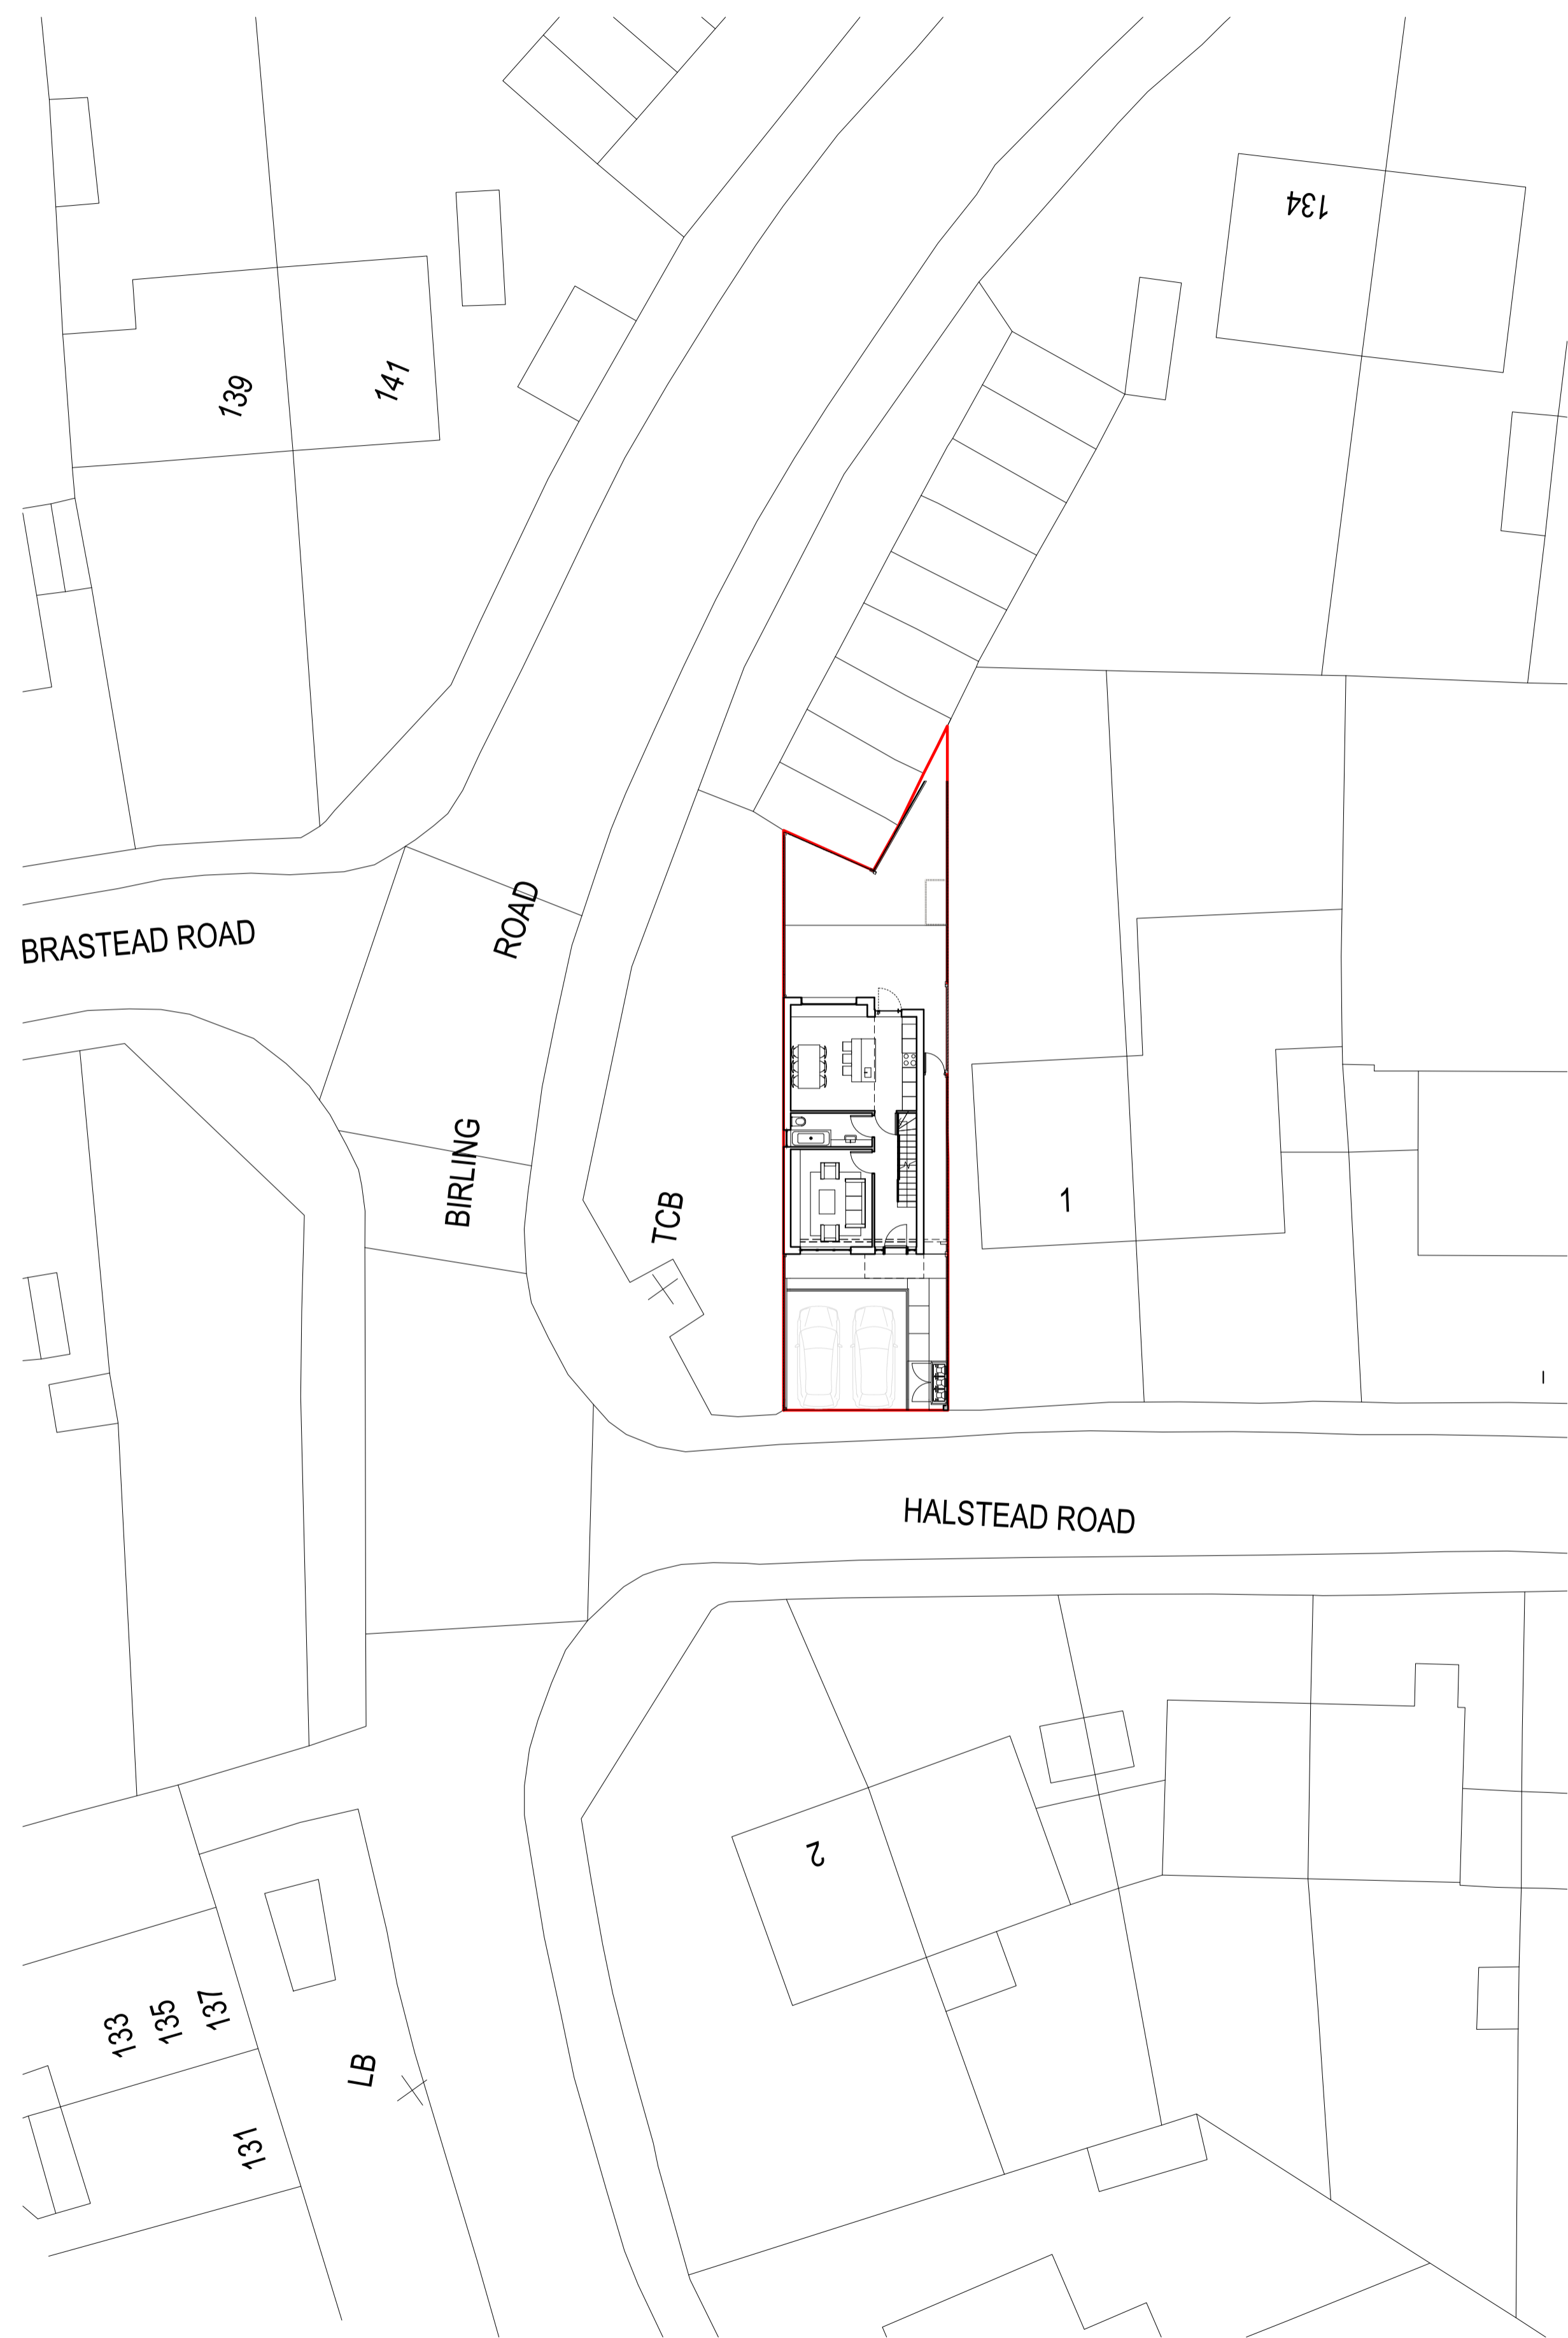 134
139
141
BRASTEAD ROAD
ROAD
BIRLING
TCB
1
HALSTEAD ROAD
2
133
135
137
LB
131